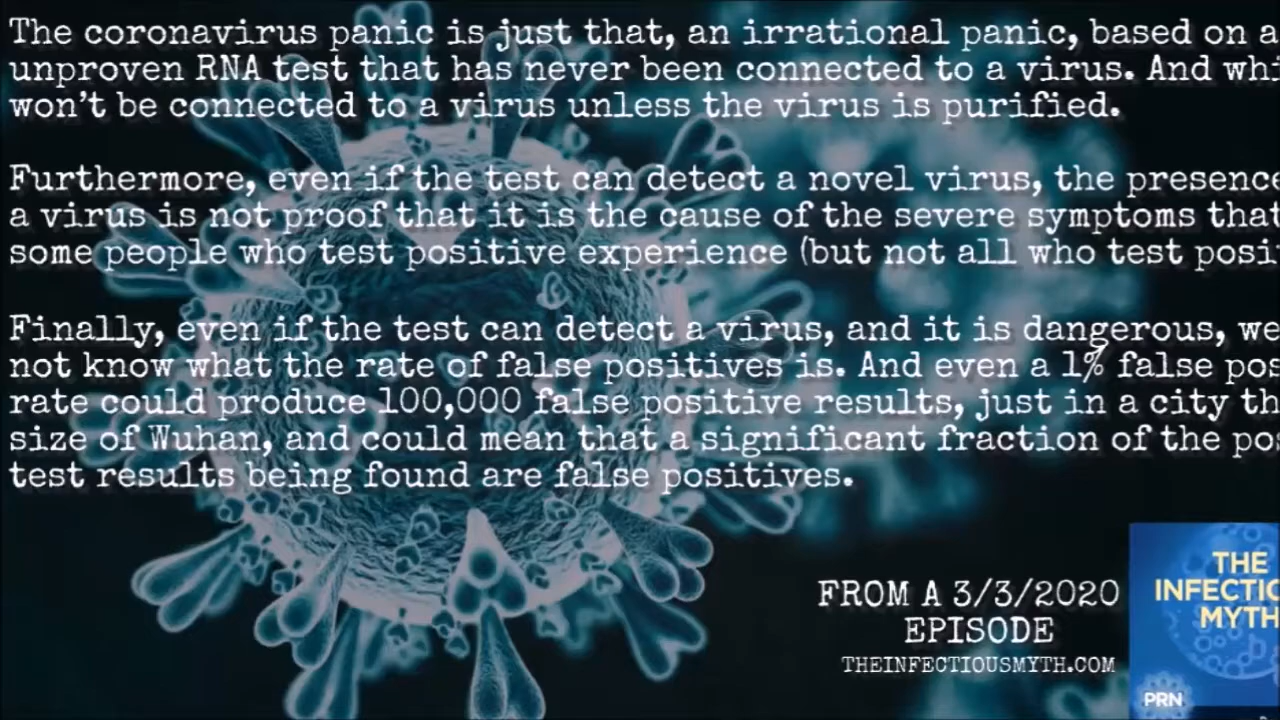 The coronavirus panic is just that, an irrational panic, based on a
unproven RNA test that has never been connected to a virus. And whi
won't be connected to a virus unless the virus is purified.
Furthermore, even if the test can detect a novel virus, the presence
a virus is not proof that it is the cause of the severe symptoms that
some people who test positive experience (but not all who test posi
Finally, even if the test can detect a virus, and it is dangerous, we
not know what the rate of false positives is. And even a 1% false pos
rate could produce 100,000 false positive results, just in a city th
size of Wuhan, and could mean that a significant fraction of the po
test results being found are false positives.
FROM A 3/3/2020
EPISODE
THEINFECTIOUSMYTH.COM
THE
INFECTIO
MYTH
PRN